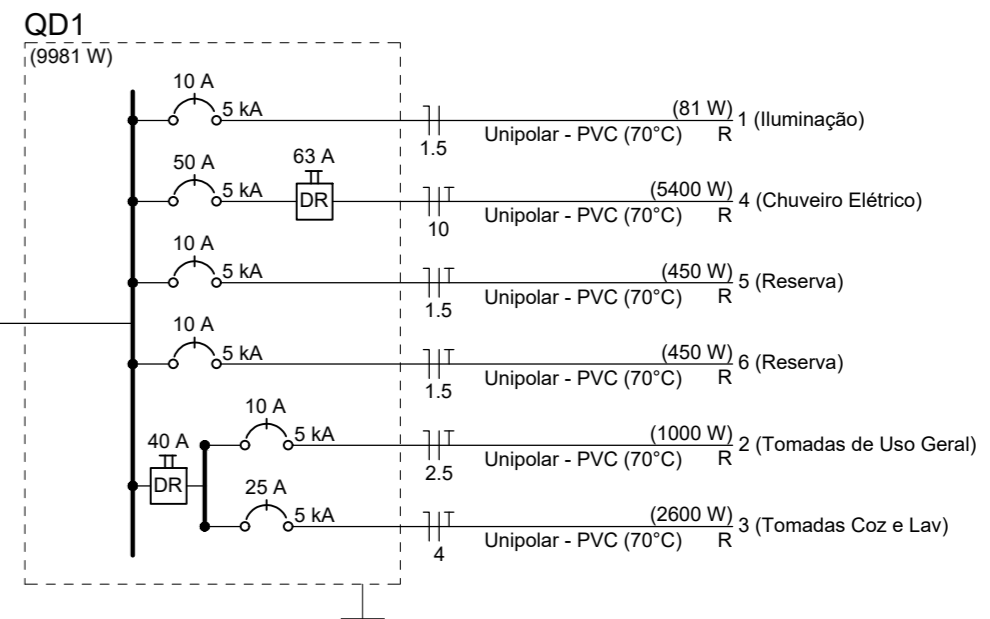 QD1
(9981 W)
10 A
5 kA
1.5
Unipolar - PVC (70°C)
(81 W)
R
1 (Iluminação)
50 A
5 kA
63 A
DR
10
Unipolar - PVC (70°C)
(5400 W)
R
4 (Chuveiro Elétrico)
10 A
5 kA
1.5
Unipolar - PVC (70°C)
(450 W)
R
5 (Reserva)
10 A
5 kA
1.5
Unipolar - PVC (70°C)
(450 W)
R
6 (Reserva)
40 A
DR
10 A
5 kA
2.5
Unipolar - PVC (70°C)
(1000 W)
R
2 (Tomadas de Uso Geral)
25 A
5 kA
4
Unipolar - PVC (70°C)
(2600 W)
R
3 (Tomadas Coz e Lav)